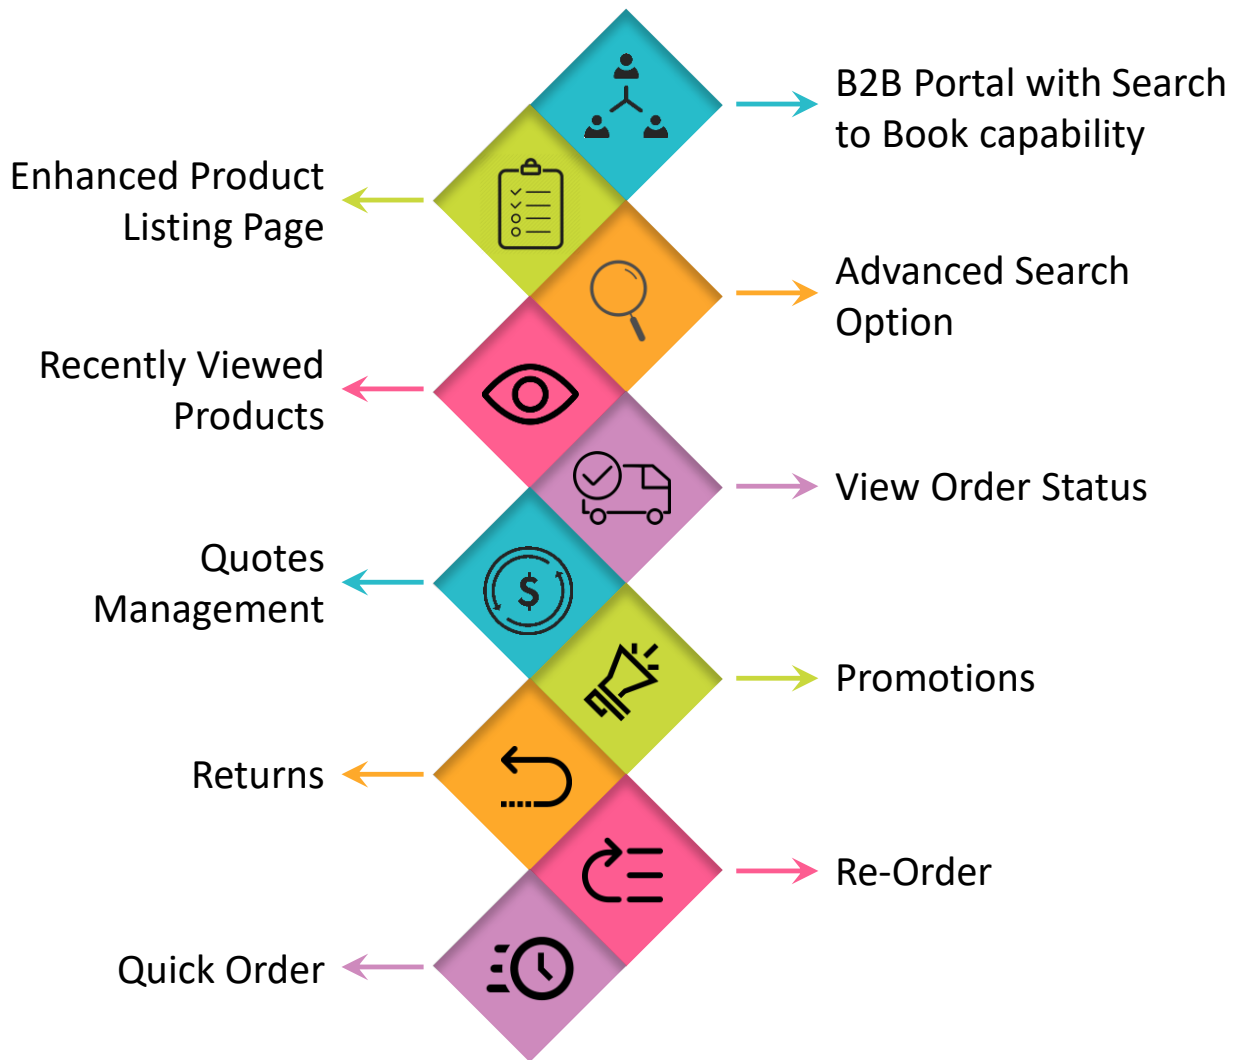 B2B Portal with Search
to Book capability
Enhanced Product
Listing Page
Advanced Search
Option
Recently Viewed
Products
View Order Status
Quotes
Management
$
Promotions
Returns
Re-Order
Quick Order